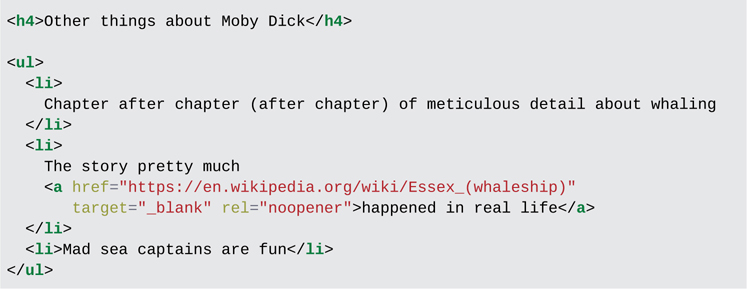 <h4>Other things about Moby Dick</h4>

<ul>
  <li>
    Chapter after chapter (after chapter) of meticulous detail about whaling
  </li>
  <li>
    The story pretty much
    <a href="https://en.wikipedia.org/wiki/Essex_(whaleship)"
       target="_blank" rel="noopener">happened in real life</a>
  </li>
  <li>Mad sea captains are fun</li>
</ul>